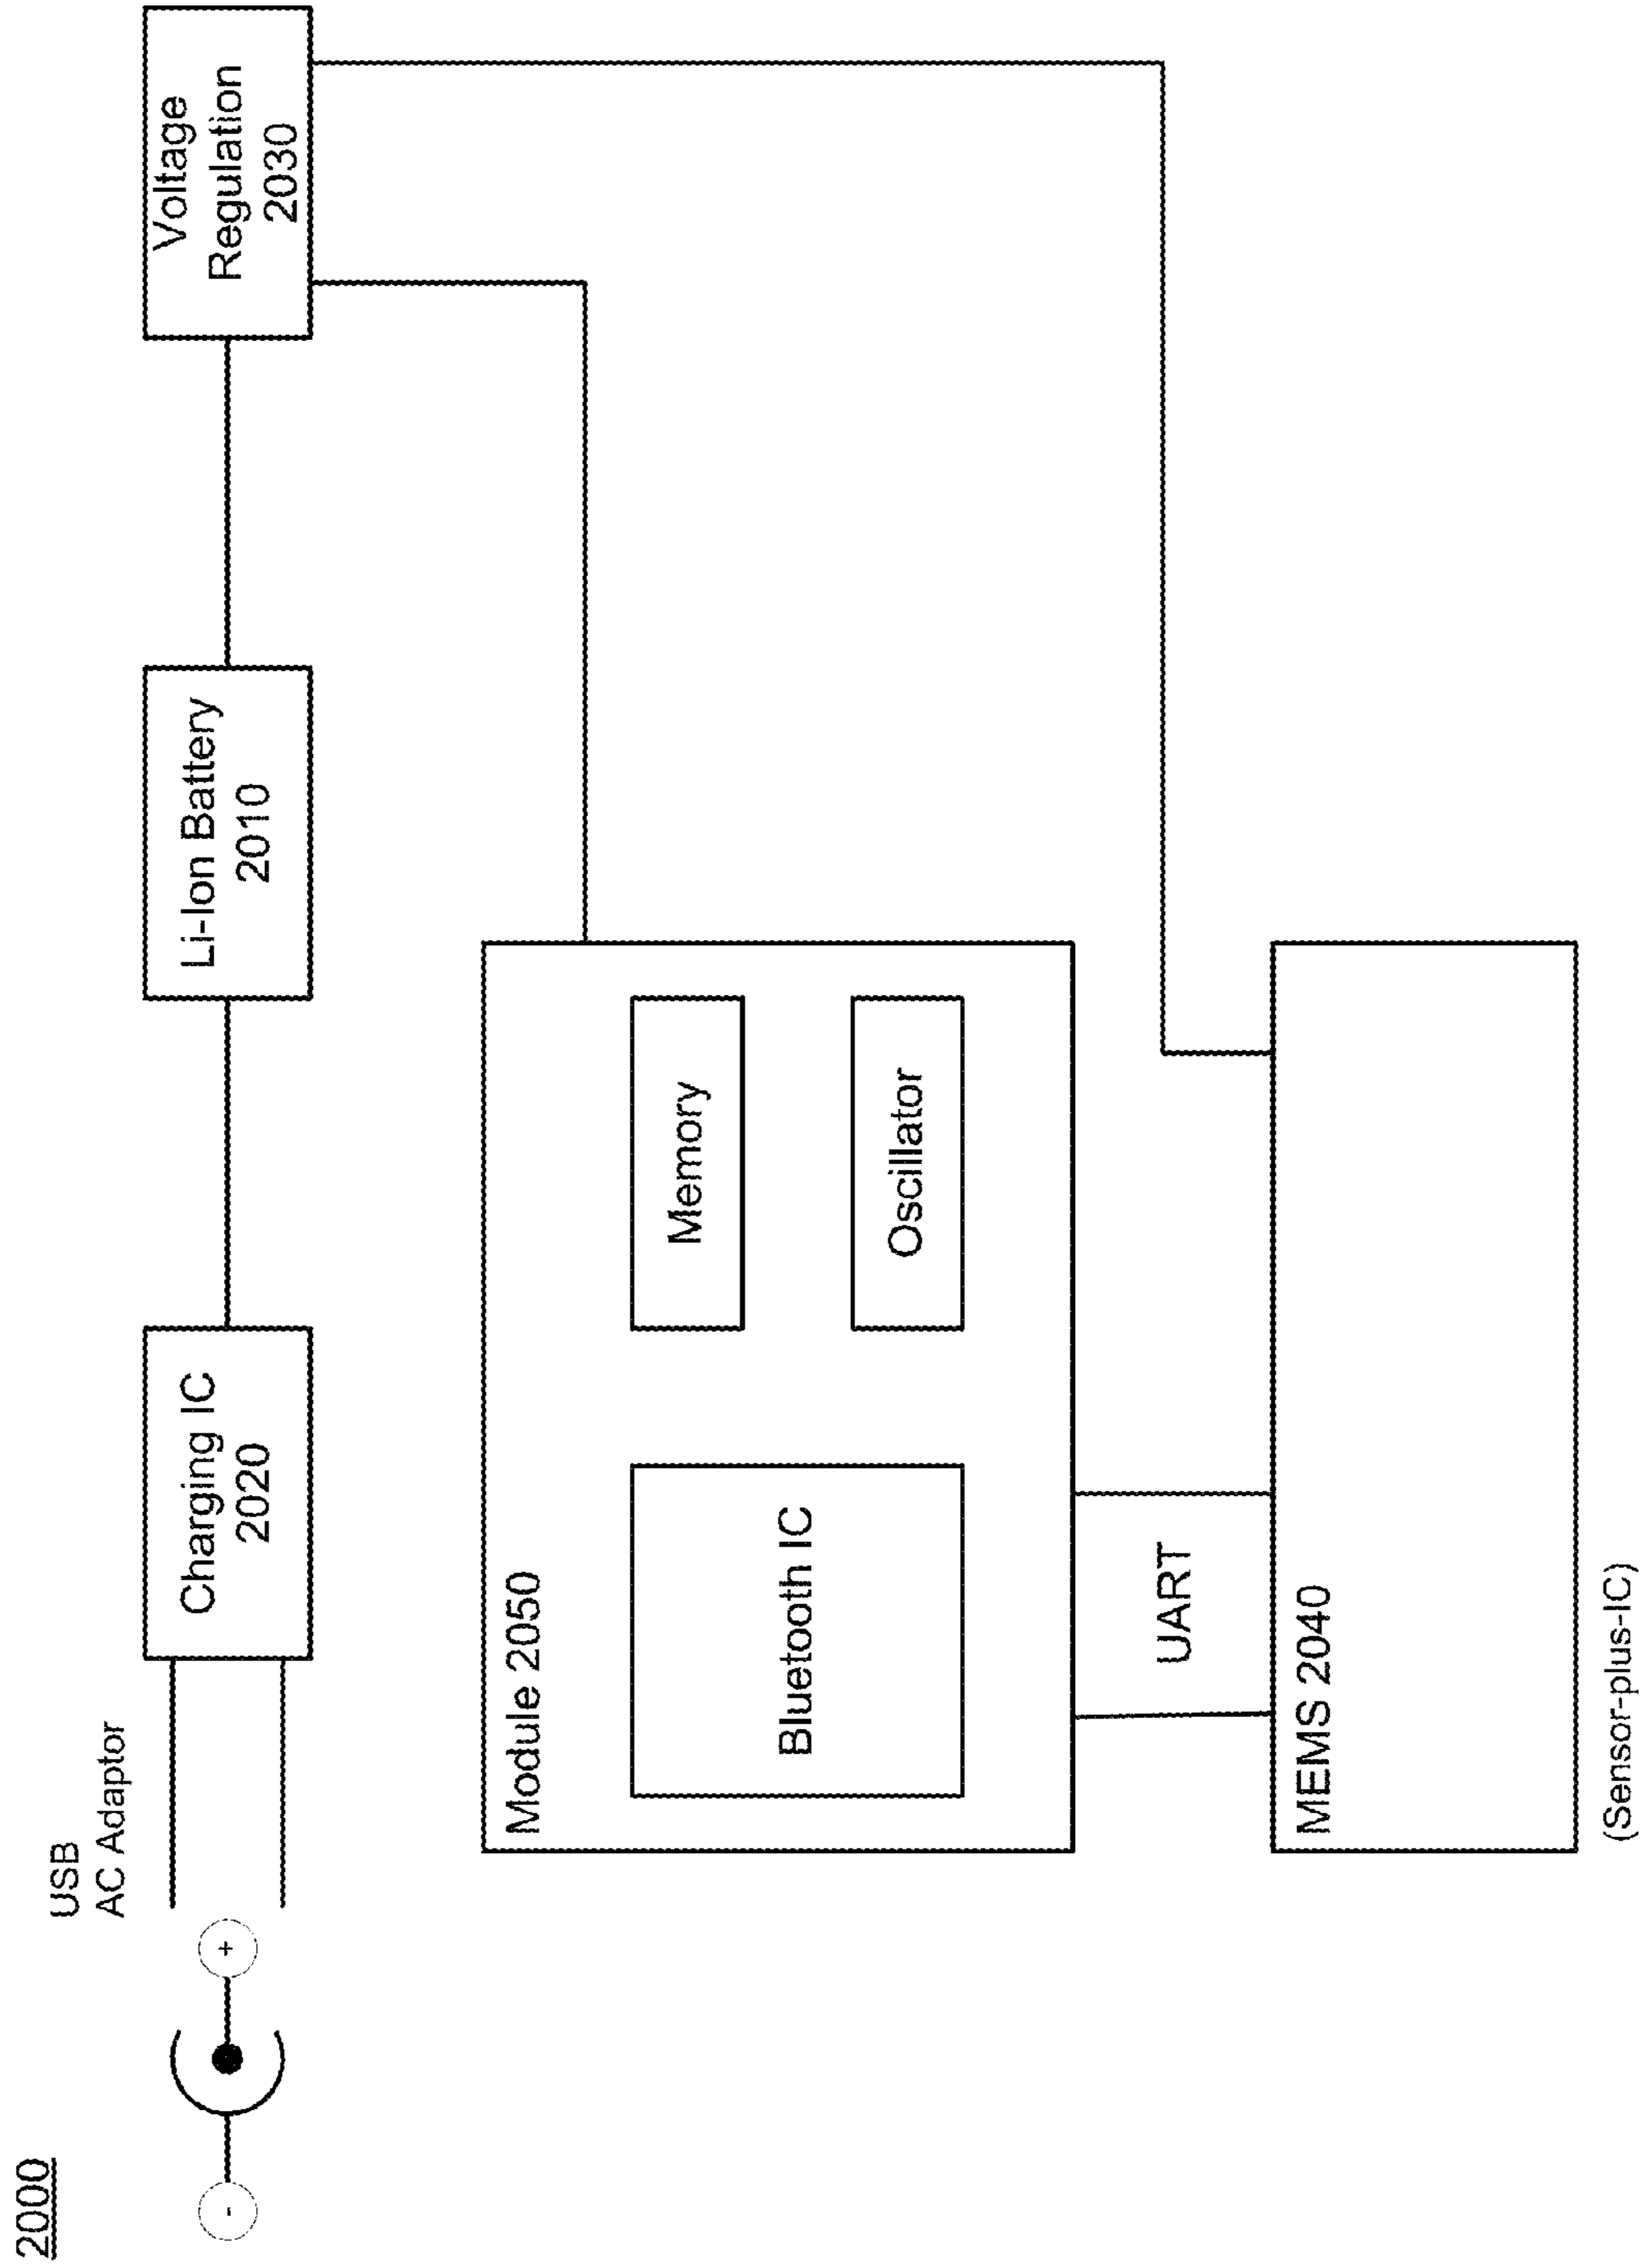 2000
USB
AC Adaptor
-
+
Charging IC
2020
Li-Ion Battery
2010
Voltage
Regulation
2030
Module 2050
Bluetooth IC
Memory
Oscillator
UART
MEMS 2040
(Sensor-plus-IC)